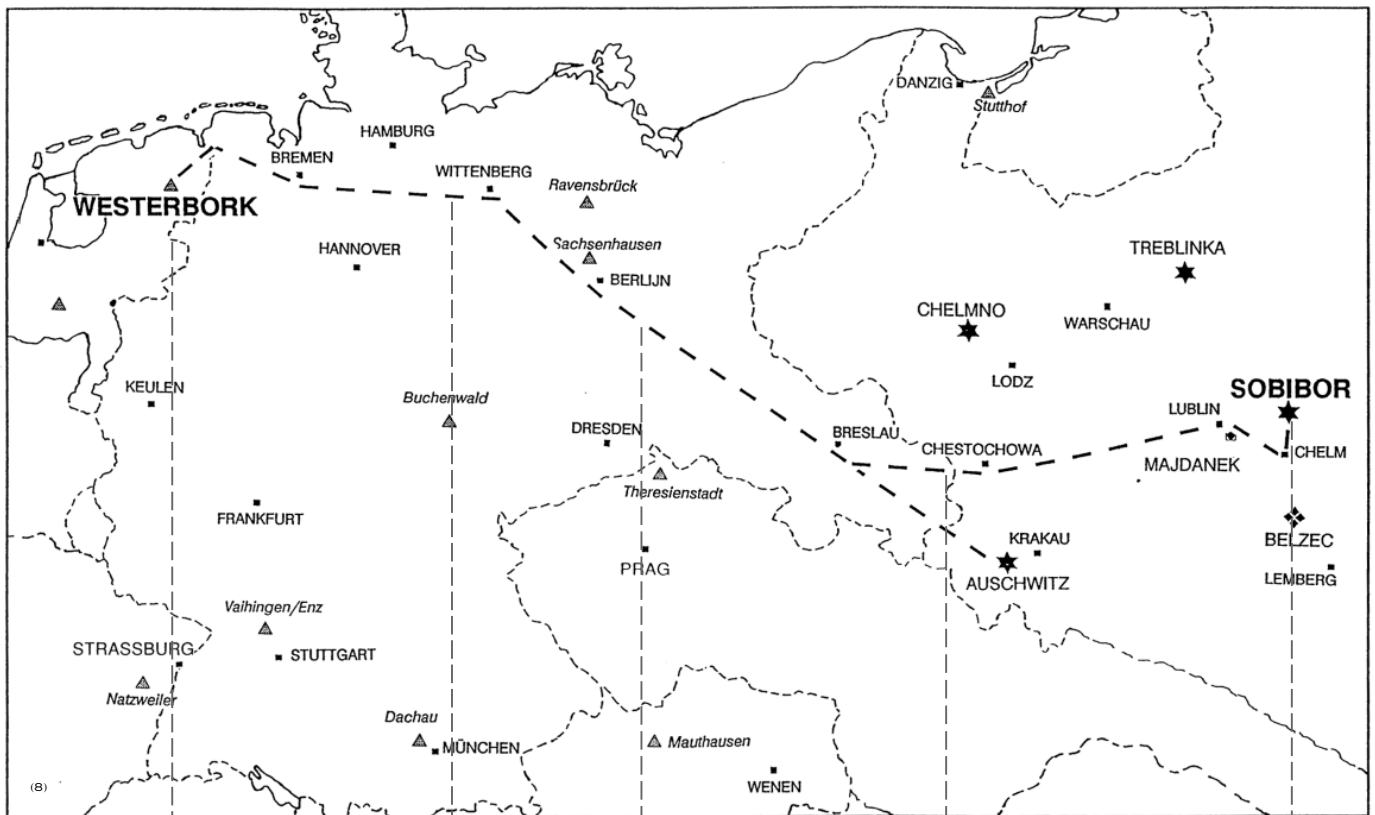 DANZIG
Stutthof
HAMBURG
BREMEN
WITTENBERG
Ravensbrück
WESTERBORK
HANNOVER
Sachsenhausen
BERLIJN
TREBLINKA
CHELMNO
WARSCHAU
LODZ
KEULEN
Buchenwald
SOBIBOR
LUBLIN
DRESDEN
BRESLAU
CHESTOCHOWA
CHELM
MAJDANEK
Theresienstadt
FRANKFURT
KRAKAU
BELZEC
PRAG
AUSCHWITZ
LEMBERG
Vaihingen/Enz
STRASSBURG
STUTTGART
Natzweiler
Dachau
MÜNCHEN
Mauthausen
WENEN
(8)